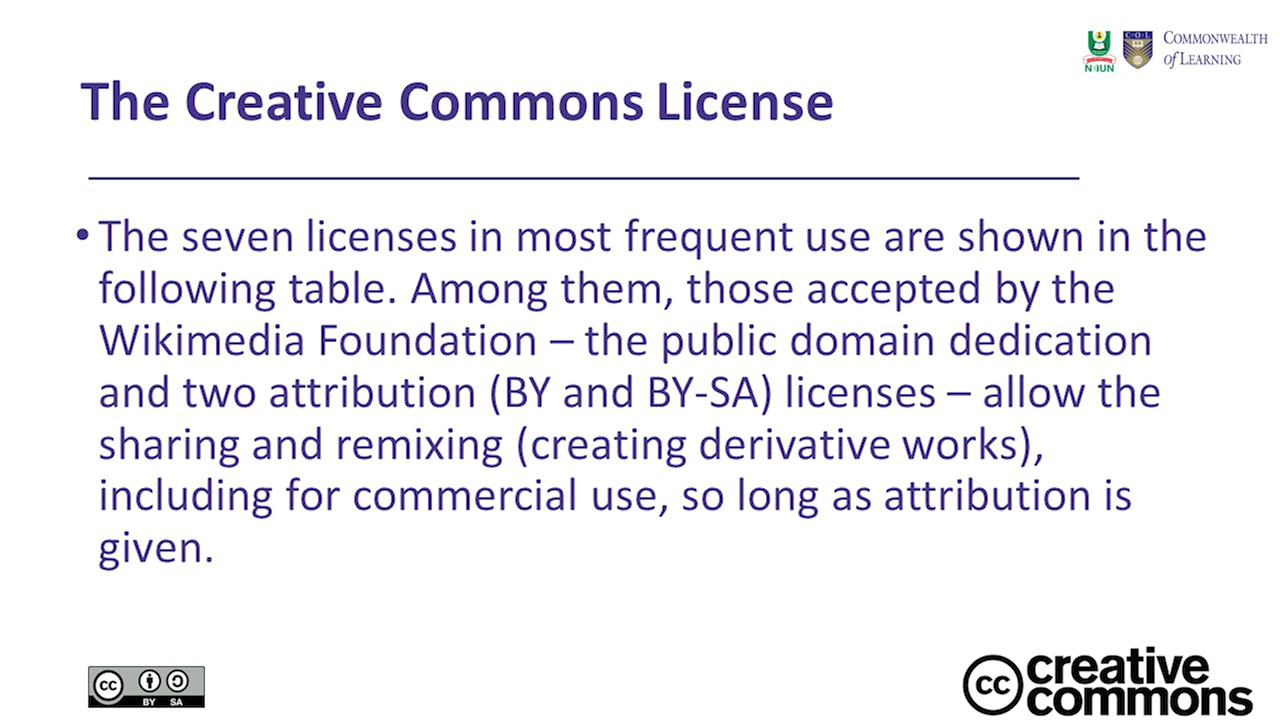 NOUN
C·O·L
COMMONWEALTH
of LEARNING
The Creative Commons License
• The seven licenses in most frequent use are shown in the
following table. Among them, those accepted by the
Wikimedia Foundation – the public domain dedication
and two attribution (BY and BY-SA) licenses – allow the
sharing and remixing (creating derivative works),
including for commercial use, so long as attribution is
given.
cc
BY SA
cc
creative
commons